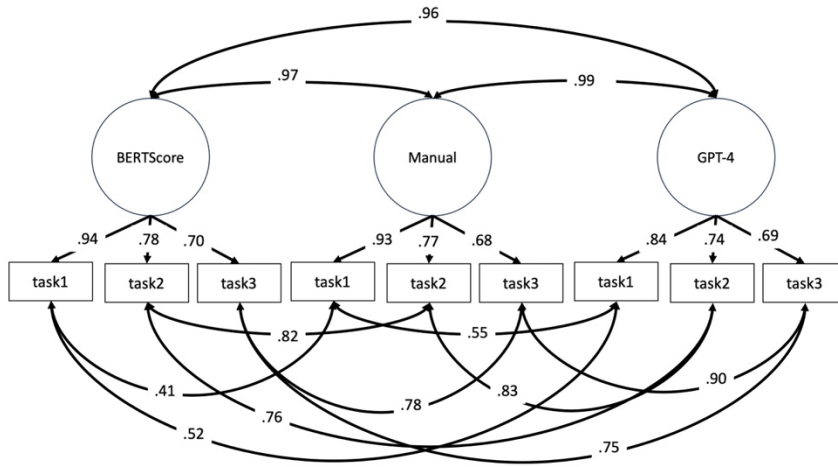 .96
.97 .99
BERTScore Manual GPT-4
.94 .78 .70 .93 .77 .68 .84 .74 .69
task1 task2 task3 task1 task2 task3 task1 task2 task3
.82 .55
.41 .76 .78 .83 .90
.52 .75